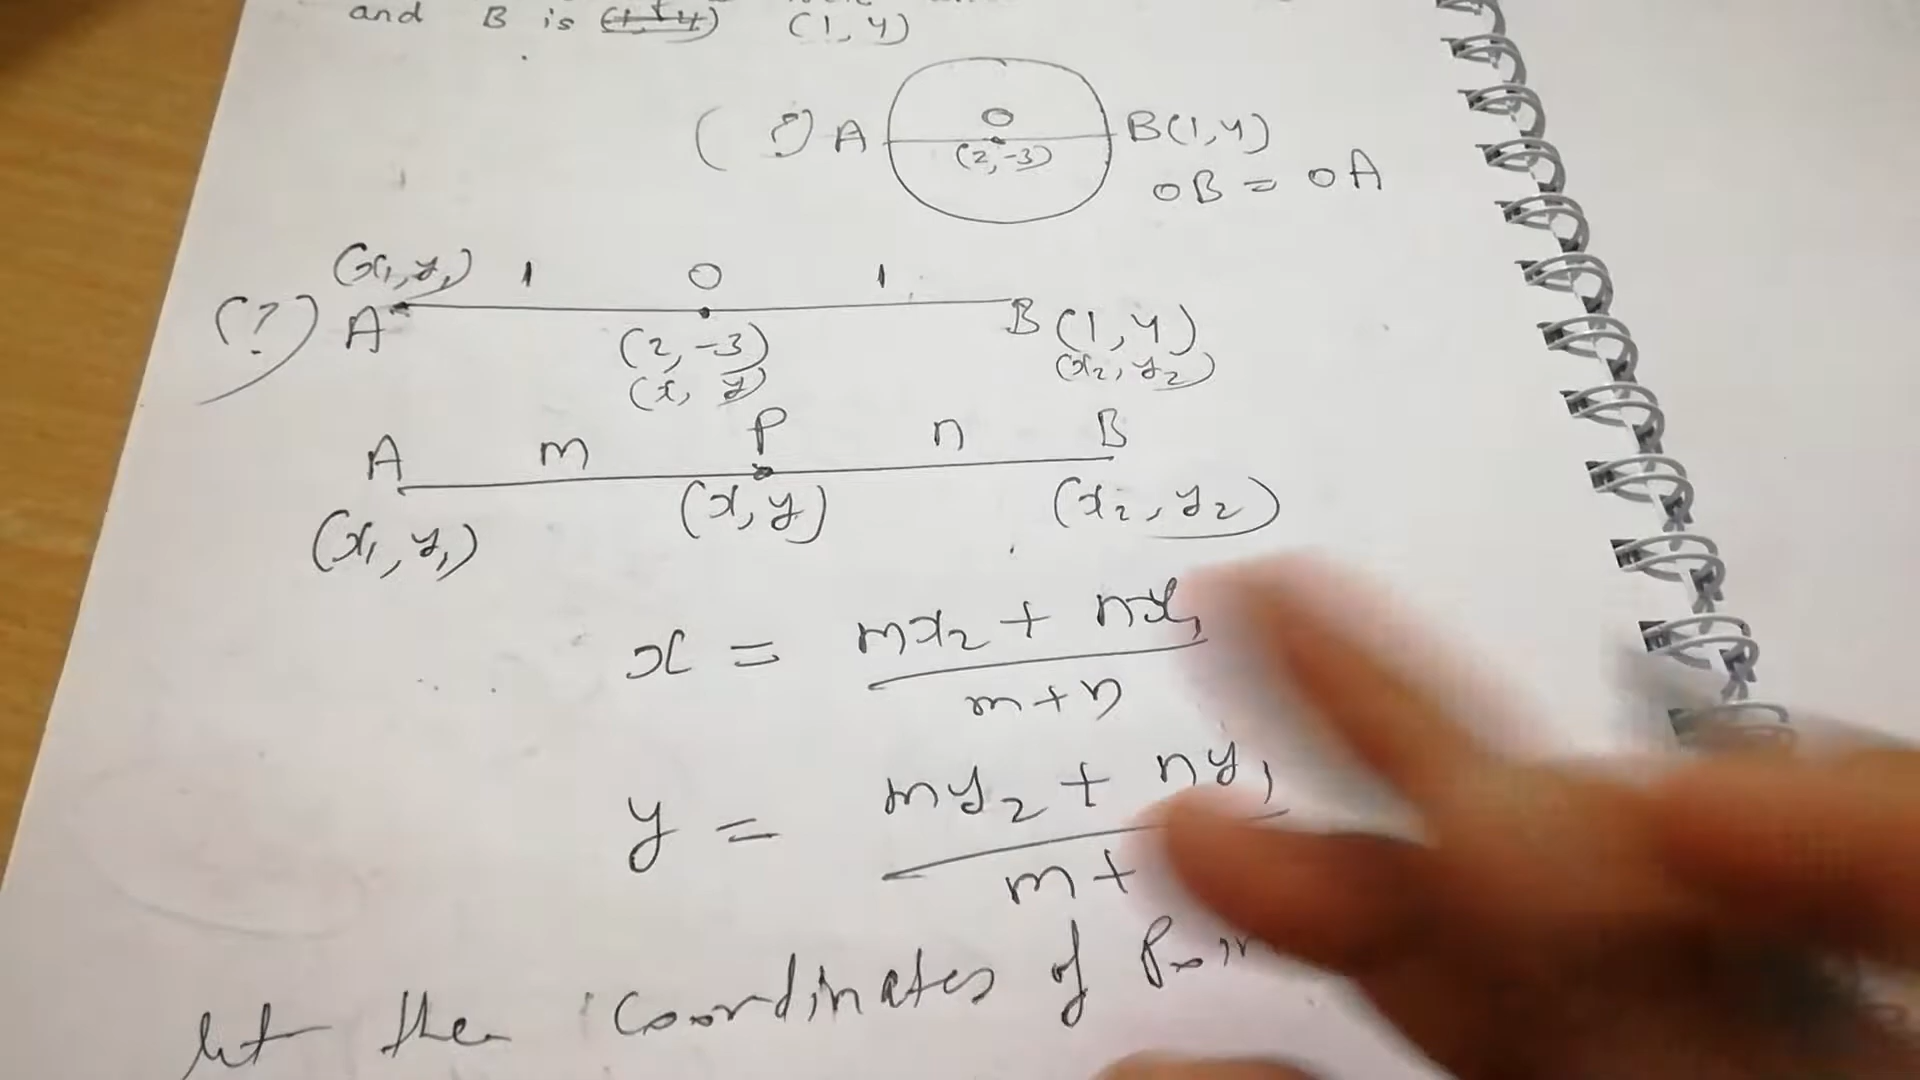 and B is (1, 4)
(?) A O B(1,4)
(2,-3)
OB = OA
(x₁, y₁) 1 O 1
(?) A B (1, 4)
(2, -3) (x₂, y₂)
(x, y)
A m P n B
(x₁, y₁) (x, y) (x₂, y₂)
x = mx₂ + nx₁
m+n
y = my₂ + ny₁
m+
let the coordinates of